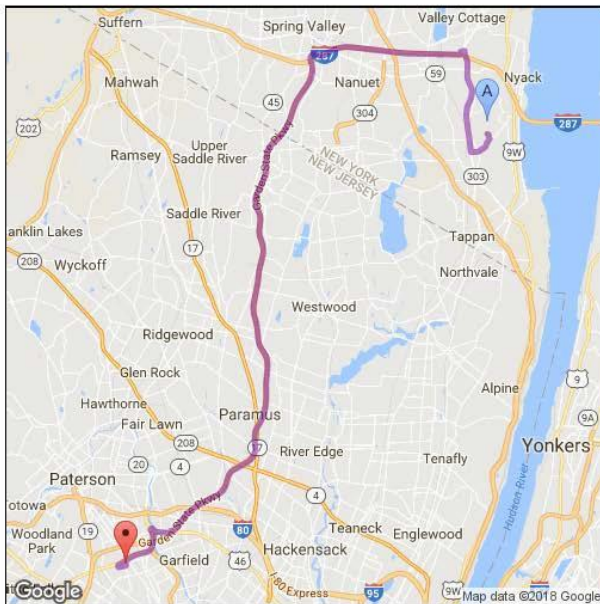 Suffern
Spring Valley
Valley Cottage
287
Mahwah
Nanuet
59
Nyack
A
45
304
202
Upper
Saddle River
Ramsey
9W
287
Garden State Pkwy
NEW YORK
NEW JERSEY
303
Saddle River
Tappan
anklin Lakes
17
208
Wyckoff
Northvale
Westwood
Ridgewood
Glen Rock
Alpine
9
Hawthorne
Paramus
9A
Fair Lawn
208
17
River Edge
Yonkers
20
4
Tenafly
Paterson
Hudson River
otowa
Garden State Pkwy
4
Woodland
Park
19
80
Teaneck
Englewood
Garden State Pkwy
Garfield
46
Hackensack
I-80 Express
95
9W
Google
Map data ©2018 Google